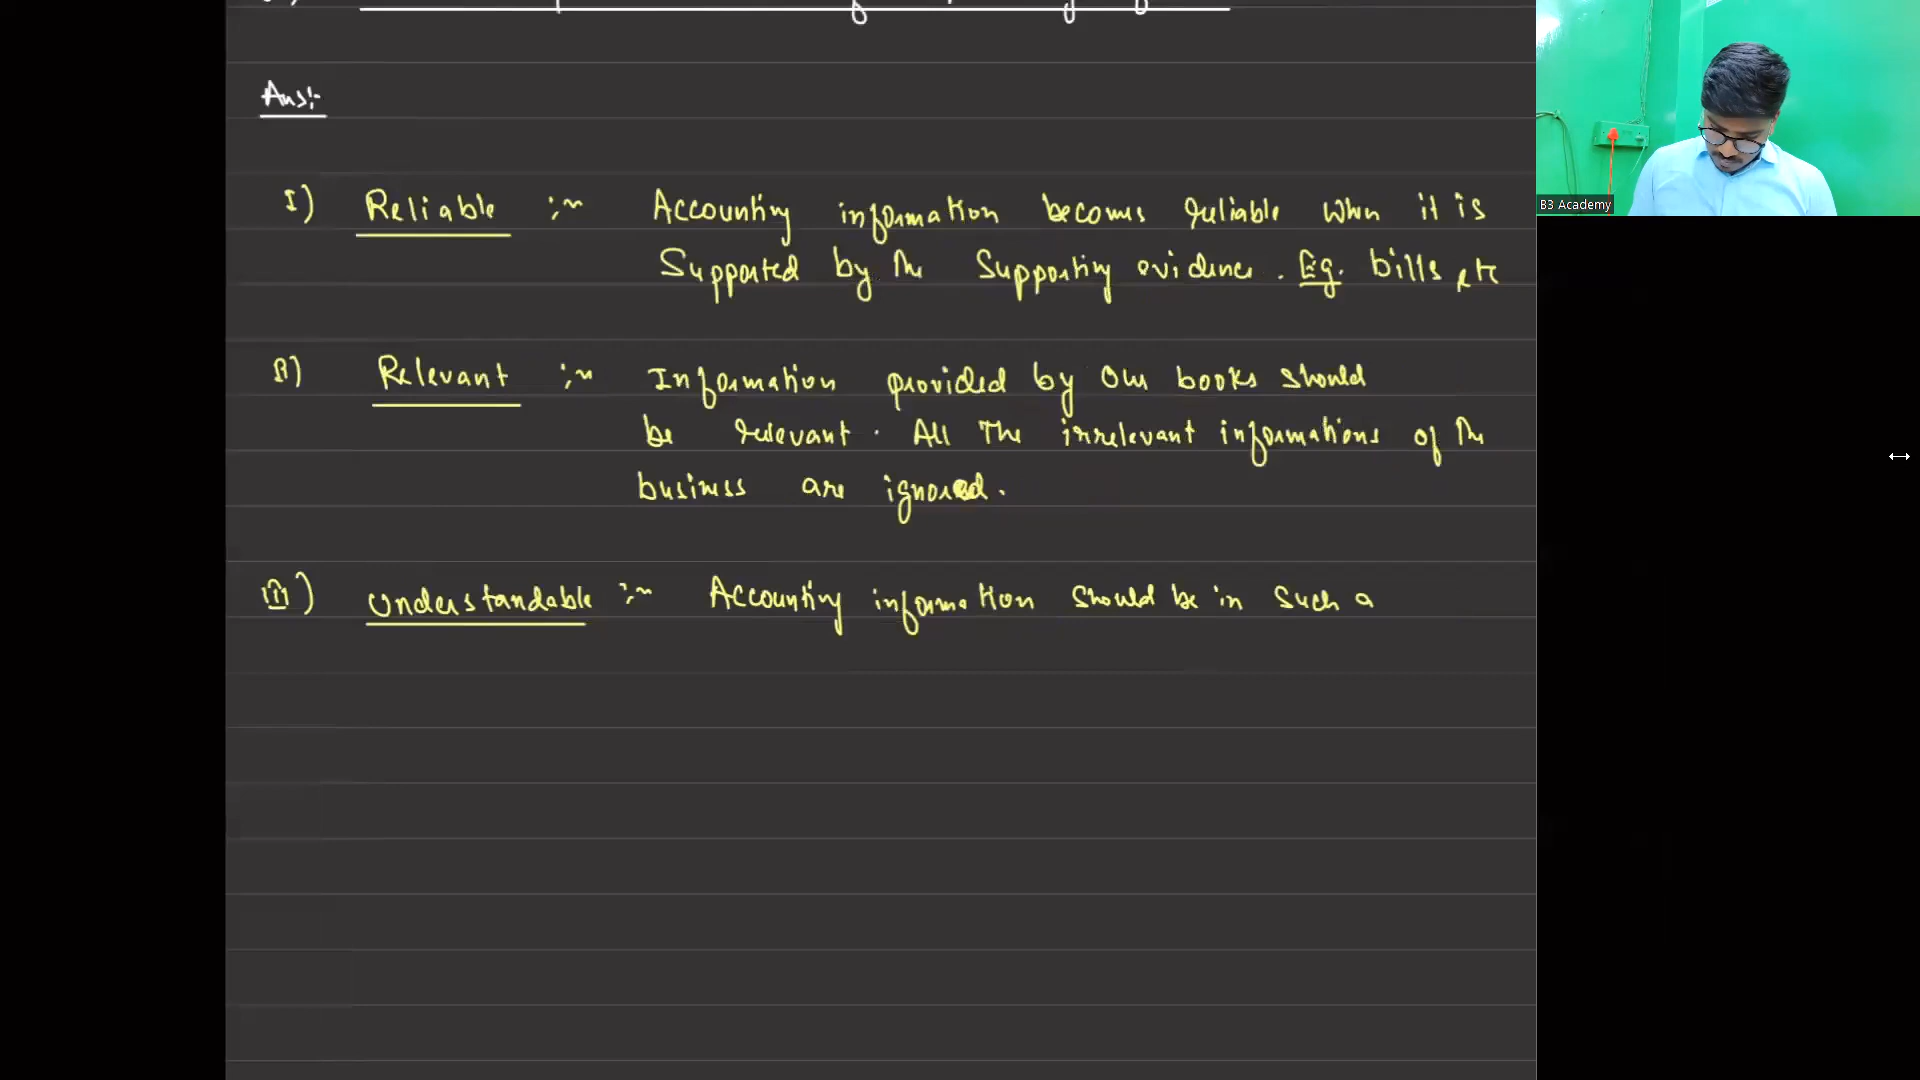 Ans:-
I) Reliable :- Accounting information becomes reliable when it is
Supported by the Supporting evidence. Eg. bills etc
II) Relevant :- Information provided by our books should
be relevant. All the irrelevant informations of the
business are ignored.
III) Understandable :- Accounting information should be in such a
B3 Academy